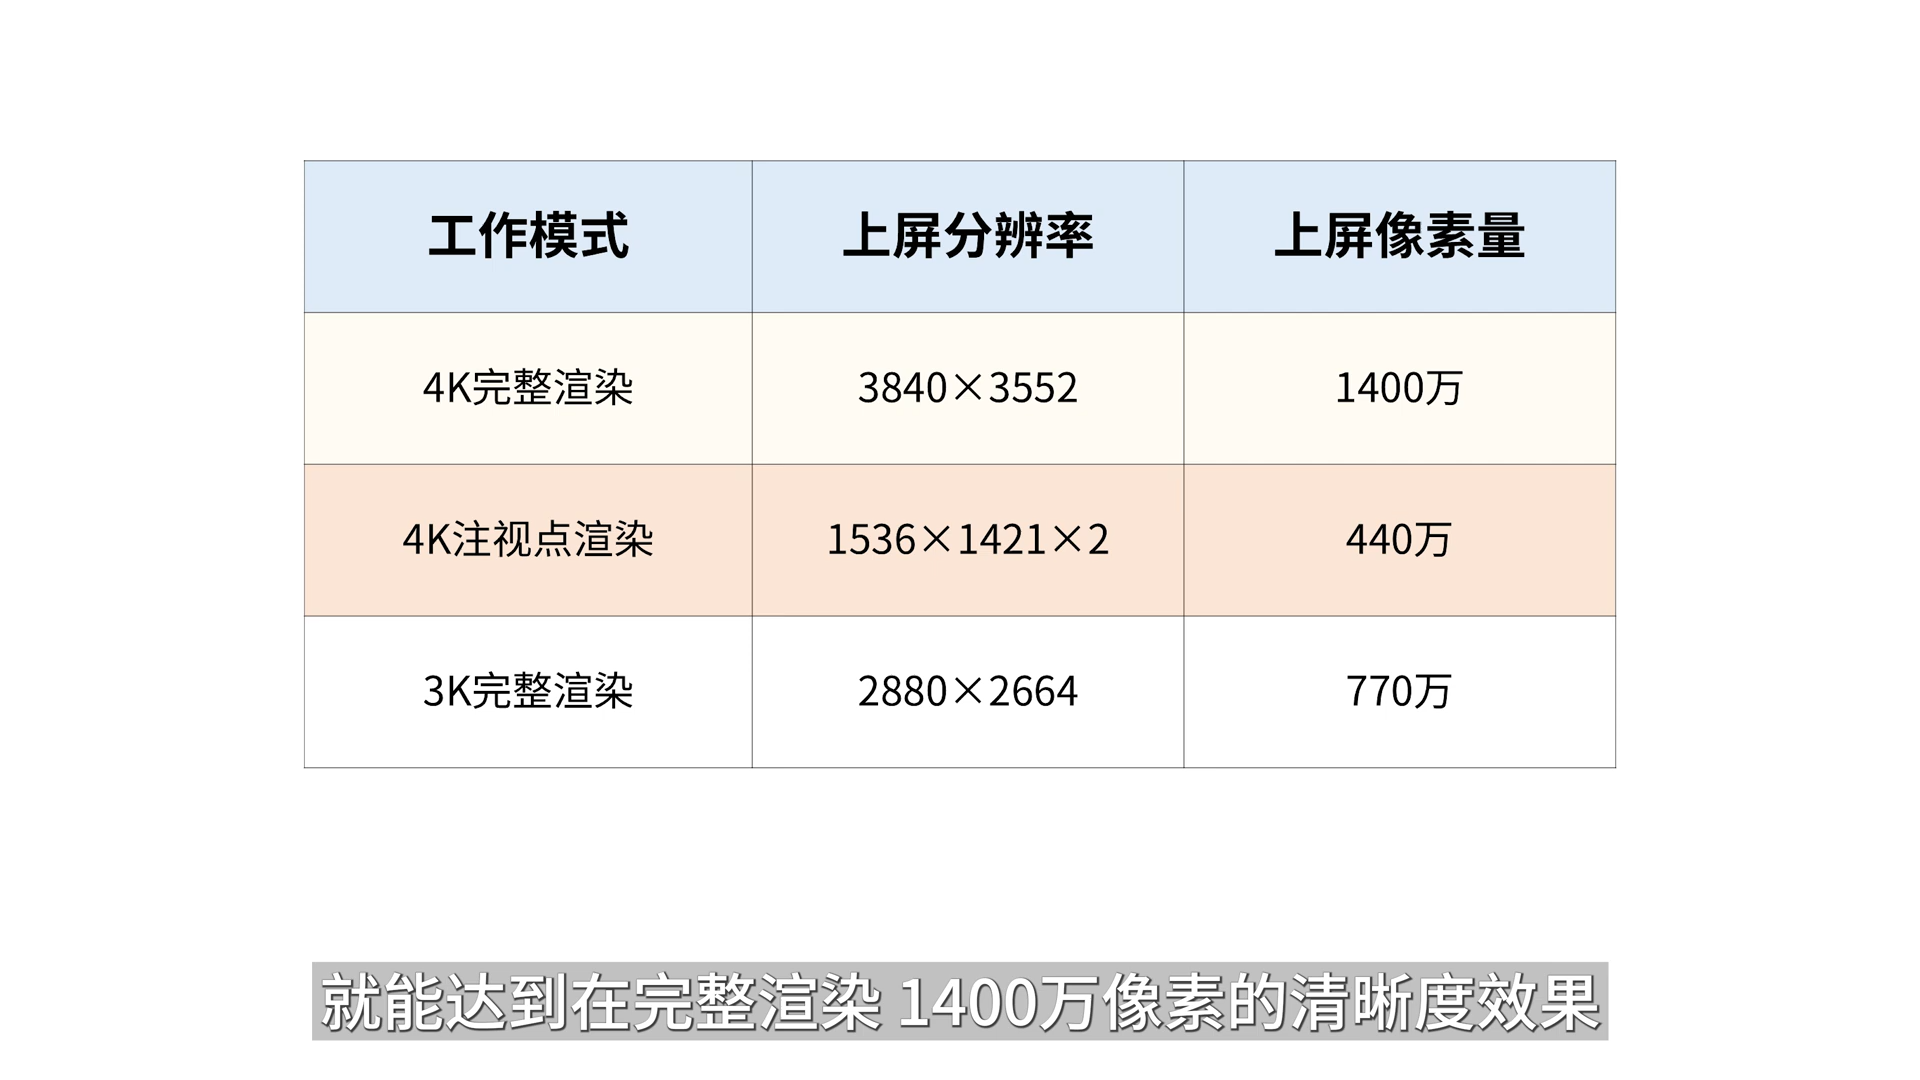 工作模式 上屏分辨率 上屏像素量
4K完整渲染 3840×3552 1400万
4K注视点渲染 1536×1421×2 440万
3K完整渲染 2880×2664 770万
就能达到在完整渲染 1400万像素的清晰度效果